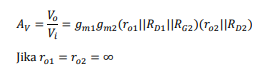 A_V = V_o / V_i = g_{m1} g_{m2} (r_{o1}||R_{D1}||R_{G2})(r_{o2}||R_{D2})
Jika r_{o1} = r_{o2} = ∞